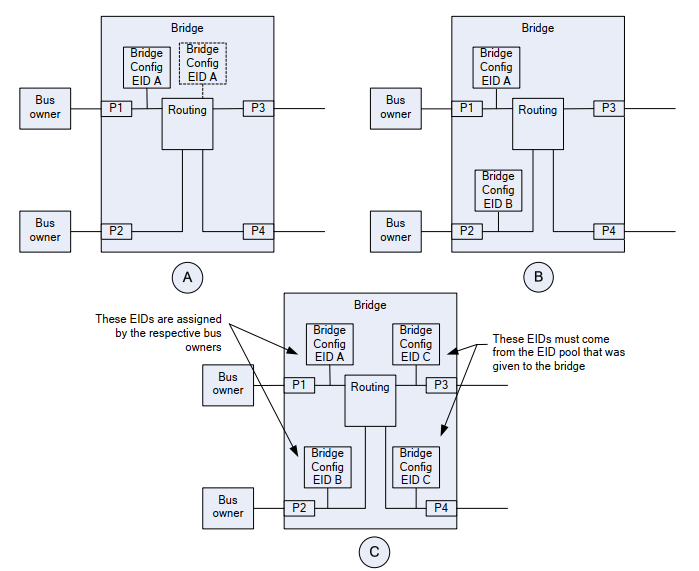 Bridge
Bridge
Config
EID A
Bridge
Config
EID A
Bus
owner
P1
Routing
P3
Bus
owner
P2
P4
A
Bridge
Bridge
Config
EID A
Bus
owner
P1
Routing
P3
Bridge
Config
EID B
Bus
owner
P2
P4
B
Bridge
These EIDs are assigned
by the respective bus
owners
Bridge
Config
EID A
Bridge
Config
EID C
These EIDs must come
from the EID pool that was
given to the bridge
Bus
owner
P1
Routing
P3
Bridge
Config
EID B
Bridge
Config
EID C
Bus
owner
P2
P4
C